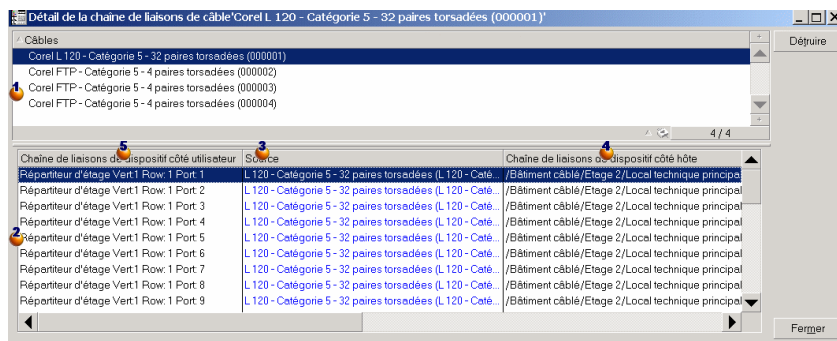 Détail de la chaîne de liaisons de câble'Corel L 120 - Catégorie 5 - 32 paires torsadées (000001)'
Câbles
Détruire
Corel L 120 - Catégorie 5 - 32 paires torsadées (000001)
Corel FTP - Catégorie 5 - 4 paires torsadées (000002)
1
Corel FTP - Catégorie 5 - 4 paires torsadées (000003)
Corel FTP - Catégorie 5 - 4 paires torsadées (000004)
4 / 4
5 3 4
Chaîne de liaisons de dispositif côté utilisateur Source Chaîne de liaisons de dispositif côté hôte
Répartiteur d'étage Vert:1 Row: 1 Port: 1 L 120 - Catégorie 5 - 32 paires torsadées (L 120 - Caté... /Bâtiment câblé/Etage 2/Local technique principal
Répartiteur d'étage Vert:1 Row: 1 Port: 2 L 120 - Catégorie 5 - 32 paires torsadées (L 120 - Caté... /Bâtiment câblé/Etage 2/Local technique principal
Répartiteur d'étage Vert:1 Row: 1 Port: 3 L 120 - Catégorie 5 - 32 paires torsadées (L 120 - Caté... /Bâtiment câblé/Etage 2/Local technique principal
Répartiteur d'étage Vert:1 Row: 1 Port: 4 L 120 - Catégorie 5 - 32 paires torsadées (L 120 - Caté... /Bâtiment câblé/Etage 2/Local technique principal
2
Répartiteur d'étage Vert:1 Row: 1 Port: 5 L 120 - Catégorie 5 - 32 paires torsadées (L 120 - Caté... /Bâtiment câblé/Etage 2/Local technique principal
Répartiteur d'étage Vert:1 Row: 1 Port: 6 L 120 - Catégorie 5 - 32 paires torsadées (L 120 - Caté... /Bâtiment câblé/Etage 2/Local technique principal
Répartiteur d'étage Vert:1 Row: 1 Port: 7 L 120 - Catégorie 5 - 32 paires torsadées (L 120 - Caté... /Bâtiment câblé/Etage 2/Local technique principal
Répartiteur d'étage Vert:1 Row: 1 Port: 8 L 120 - Catégorie 5 - 32 paires torsadées (L 120 - Caté... /Bâtiment câblé/Etage 2/Local technique principal
Répartiteur d'étage Vert:1 Row: 1 Port: 9 L 120 - Catégorie 5 - 32 paires torsadées (L 120 - Caté... /Bâtiment câblé/Etage 2/Local technique principal
Fermer